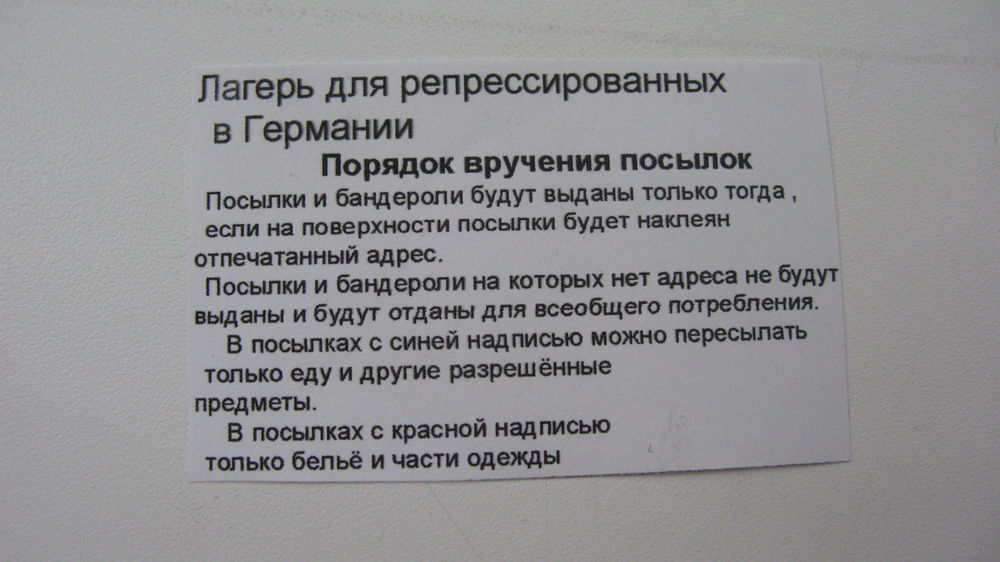 Лагерь для репрессированных
в Германии
Порядок вручения посылок
Посылки и бандероли будут выданы только тогда ,
если на поверхности посылки будет наклеян
отпечатанный адрес.
Посылки и бандероли на которых нет адреса не будут
выданы и будут отданы для всеобщего потребления.
В посылках с синей надписью можно пересылать
только еду и другие разрешённые
предметы.
В посылках с красной надписью
только бельё и части одежды